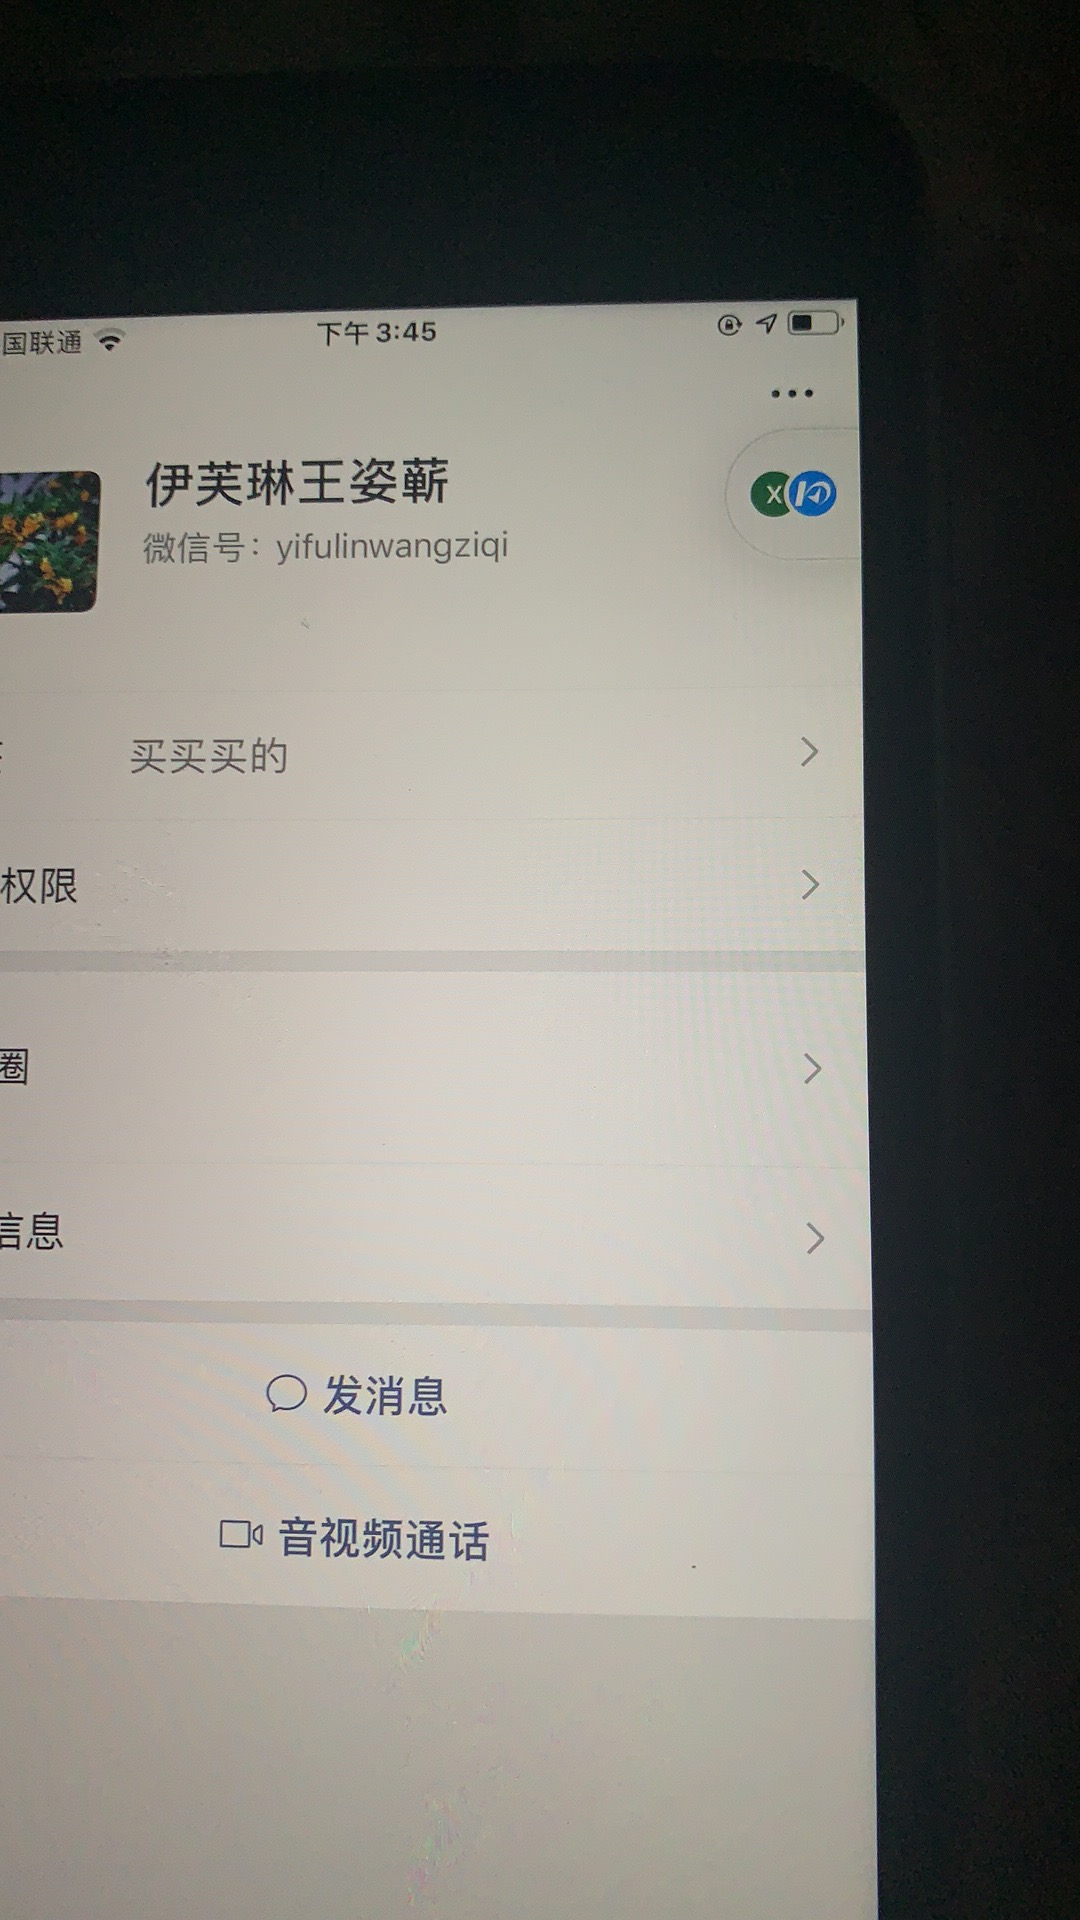 国联通
下午3:45
伊芙琳王姿蕲
微信号：yifulinwangziqi
买买买的
权限
圈
信息
发消息
音视频通话